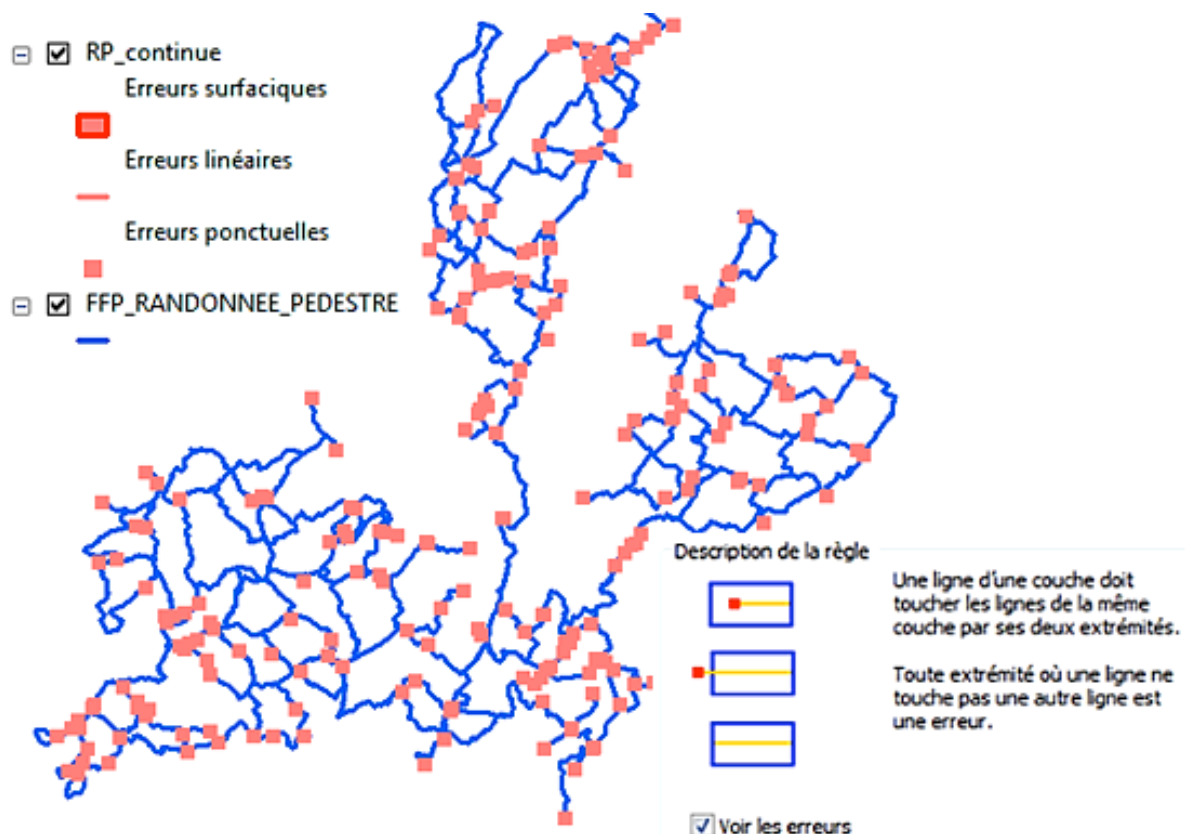 RP_continue
Erreurs surfaciques
Erreurs linéaires
Erreurs ponctuelles
FFP_RANDONNEE_PEDESTRE
Description de la règle
Une ligne d'une couche doit
toucher les lignes de la même
couche par ses deux extrémités.
Toute extrémité où une ligne ne
touche pas une autre ligne est
une erreur.
Voir les erreurs